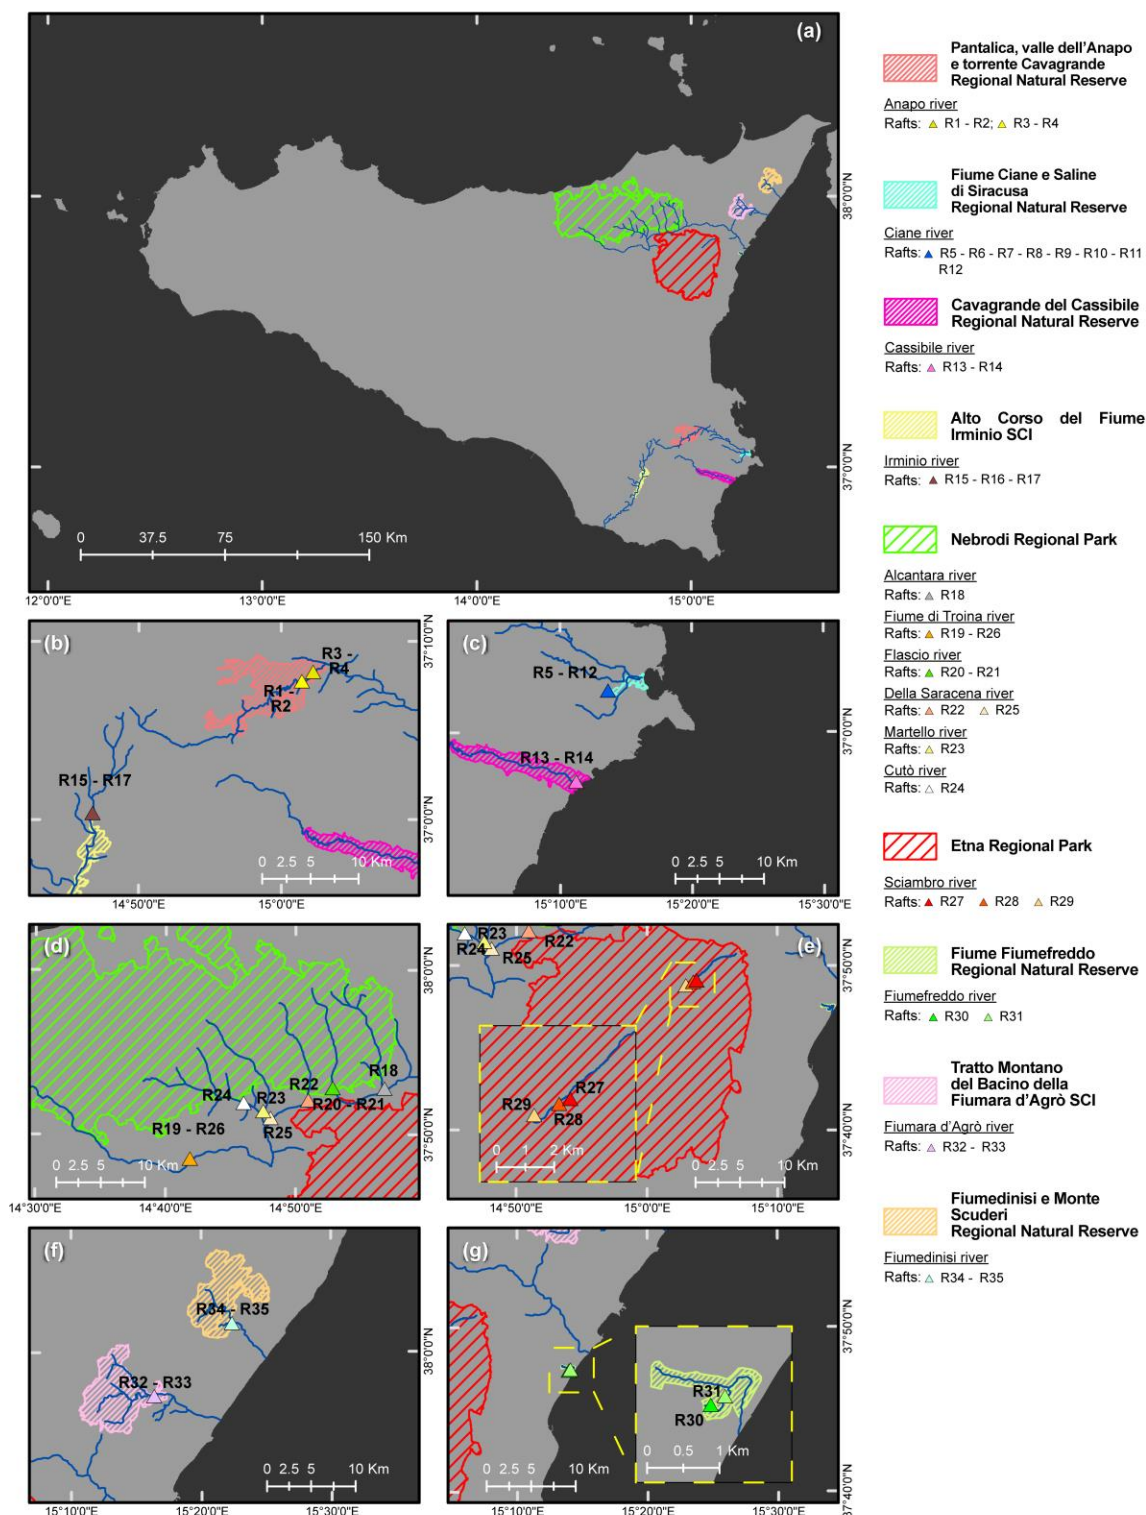 (a)
38°0'0"N
37°0'0"N
0 37.5 75 150 Km
12°0'0"E 13°0'0"E 14°0'0"E 15°0'0"E
(b)
R3 -
R4
R1 -
R2
R15 - R17
37°10'0"N
37°0'0"N
0 2.5 5 10 Km
14°50'0"E 15°0'0"E
(c)
R5 - R12
R13 - R14
37°0'0"N
0 2.5 5 10 Km
15°10'0"E 15°20'0"E 15°30'0"E
(d)
38°0'0"N
R18
R22
R24
R23
R20 - R21
R19 - R26
R25
37°50'0"N
0 2.5 5 10 Km
14°30'0"E 14°40'0"E 14°50'0"E
(e)
R23
R24
R22
R25
37°50'0"N
R27
R29
R28
37°40'0"N
0 1 2 Km
0 2.5 5 10 Km
14°50'0"E 15°0'0"E 15°10'0"E
(f)
R34 - R35
38°0'0"N
R32 - R33
0 2.5 5 10 Km
15°10'0"E 15°20'0"E 15°30'0"E
(g)
37°50'0"N
R31
R30
0 0.5 1 Km
0 2.5 5 10 Km
37°40'0"N
15°10'0"E 15°20'0"E 15°30'0"E
Pantalica, valle dell'Anapo
e torrente Cavagrande
Regional Natural Reserve
Anapo river
Rafts: R1 - R2; R3 - R4
Fiume Ciane e Saline
di Siracusa
Regional Natural Reserve
Ciane river
Rafts: R5 - R6 - R7 - R8 - R9 - R10 - R11
R12
Cavagrande del Cassibile
Regional Natural Reserve
Cassibile river
Rafts: R13 - R14
Alto Corso del Fiume
Irminio SCI
Irminio river
Rafts: R15 - R16 - R17
Nebrodi Regional Park
Alcantara river
Rafts: R18
Fiume di Troina river
Rafts: R19 - R26
Flascio river
Rafts: R20 - R21
Della Saracena river
Rafts: R22 R25
Martello river
Rafts: R23
Cutò river
Rafts: R24
Etna Regional Park
Sciambro river
Rafts: R27 R28 R29
Fiume Fiumefreddo
Regional Natural Reserve
Fiumefreddo river
Rafts: R30 R31
Tratto Montano
del Bacino della
Fiumara d'Agrò SCI
Fiumara d'Agrò river
Rafts: R32 - R33
Fiumedinisi e Monte
Scuderi
Regional Natural Reserve
Fiumedinisi river
Rafts: R34 - R35